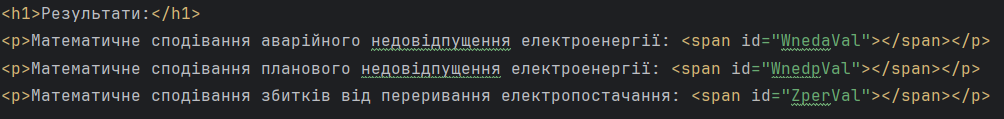 <h1>Результати:</h1>
<p>Математичне сподівання аварійного недовідпущення електроенергії: <span id="WnedaVal"></span></p>
<p>Математичне сподівання планового недовідпущення електроенергії: <span id="WnedpVal"></span></p>
<p>Математичне сподівання збитків від переривання електропостачання: <span id="ZperVal"></span></p>